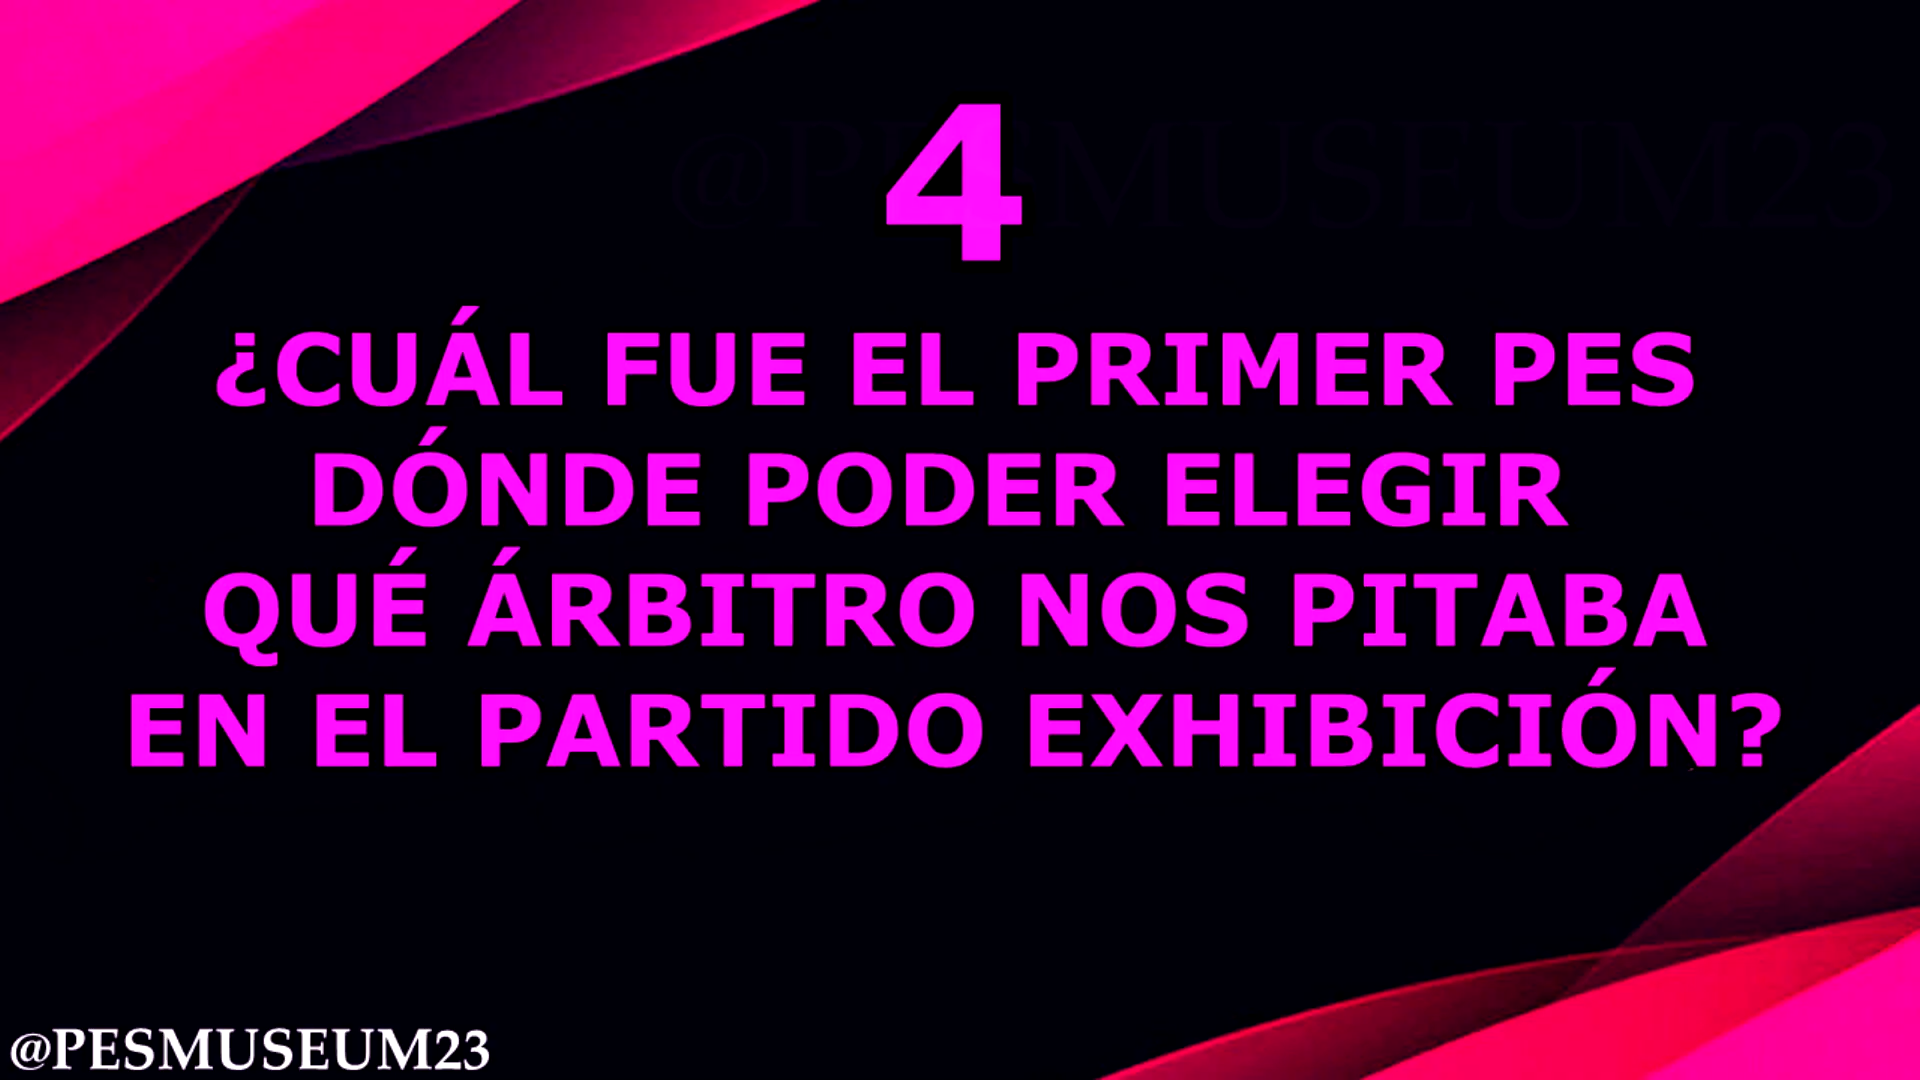 @PESMUSEUM23
4
¿CUÁL FUE EL PRIMER PES
DÓNDE PODER ELEGIR
QUÉ ÁRBITRO NOS PITABA
EN EL PARTIDO EXHIBICIÓN?
@PESMUSEUM23